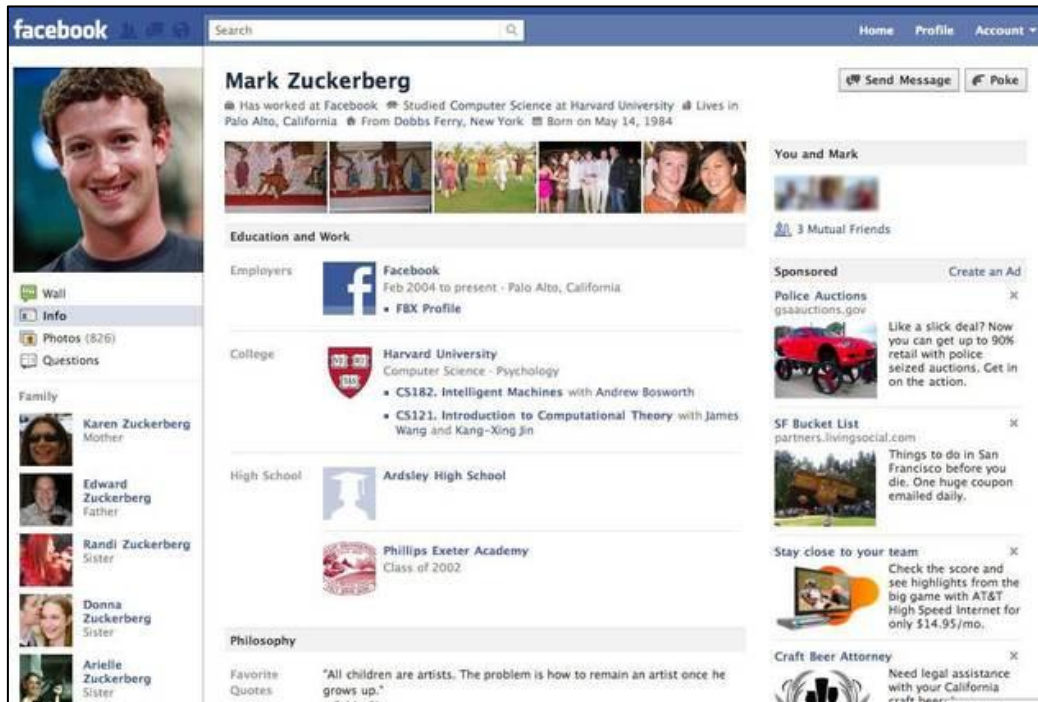 facebook
Search
Home Profile Account
Mark Zuckerberg
Send Message
Poke
Has worked at Facebook Studied Computer Science at Harvard University Lives in
Palo Alto, California From Dobbs Ferry, New York Born on May 14, 1984
Wall
Info
Photos (826)
Questions
Family
Karen Zuckerberg
Mother
Edward
Zuckerberg
Father
Randi Zuckerberg
Sister
Donna
Zuckerberg
Sister
Arielle
Zuckerberg
Sister
Education and Work
Employers
Facebook
Feb 2004 to present - Palo Alto, California
▪ FBX Profile
College
Harvard University
Computer Science · Psychology
▪ CS182. Intelligent Machines with Andrew Bosworth
▪ CS121. Introduction to Computational Theory with James
Wang and Kang-Xing Jin
High School
Ardsley High School
Phillips Exeter Academy
Class of 2002
Philosophy
Favorite
Quotes
"All children are artists. The problem is how to remain an artist once he
grows up."
You and Mark
3 Mutual Friends
Sponsored
Create an Ad
Police Auctions
gsaauctions.gov
Like a slick deal? Now
you can get up to 90%
retail with police
seized auctions. Get in
on the action.
SF Bucket List
partners.livingsocial.com
Things to do in San
Francisco before you
die. One huge coupon
emailed daily.
Stay close to your team
Check the score and
see highlights from the
big game with AT&T
High Speed Internet for
only $14.95/mo.
Craft Beer Attorney
Need legal assistance
with your California